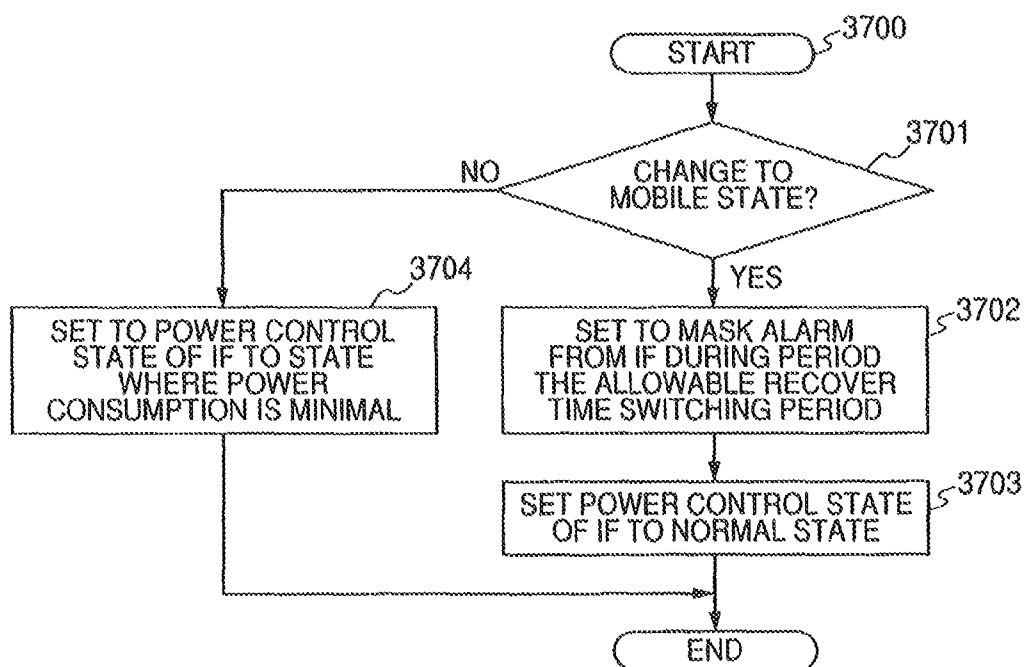 START
3700
CHANGE TO
MOBILE STATE?
3701
NO
YES
3704
SET TO POWER CONTROL
STATE OF IF TO STATE
WHERE POWER
CONSUMPTION IS MINIMAL
3702
SET TO MASK ALARM
FROM IF DURING PERIOD
THE ALLOWABLE RECOVER
TIME SWITCHING PERIOD
3703
SET POWER CONTROL STATE
OF IF TO NORMAL STATE
END